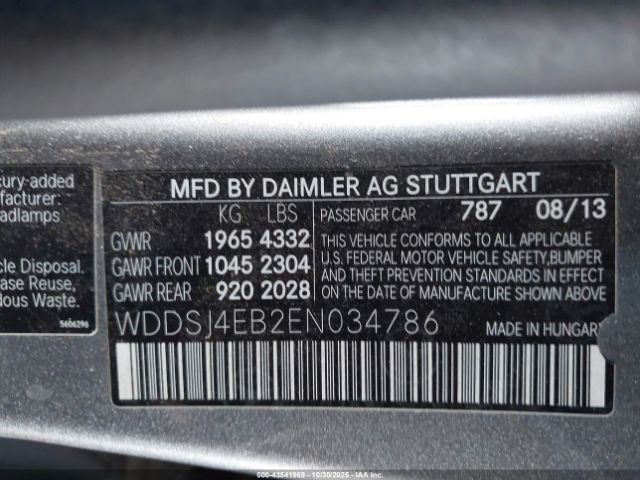 cury-added
facturer:
adlamps
cle Disposal.
ase Reuse,
dous Waste.
5606296
MFD BY DAIMLER AG STUTTGART
KG LBS
GVWR 1965 4332
GAWR FRONT 1045 2304
GAWR REAR 920 2028
PASSENGER CAR 787 08/13
THIS VEHICLE CONFORMS TO ALL APPLICABLE
U.S. FEDERAL MOTOR VEHICLE SAFETY,BUMPER
AND THEFT PREVENTION STANDARDS IN EFFECT
ON THE DATE OF MANUFACTURE SHOWN ABOVE
WDDSJ4EB2EN034786
MADE IN HUNGARY
000-43541969 - 10/30/2025 - IAA Holdings, LLC.